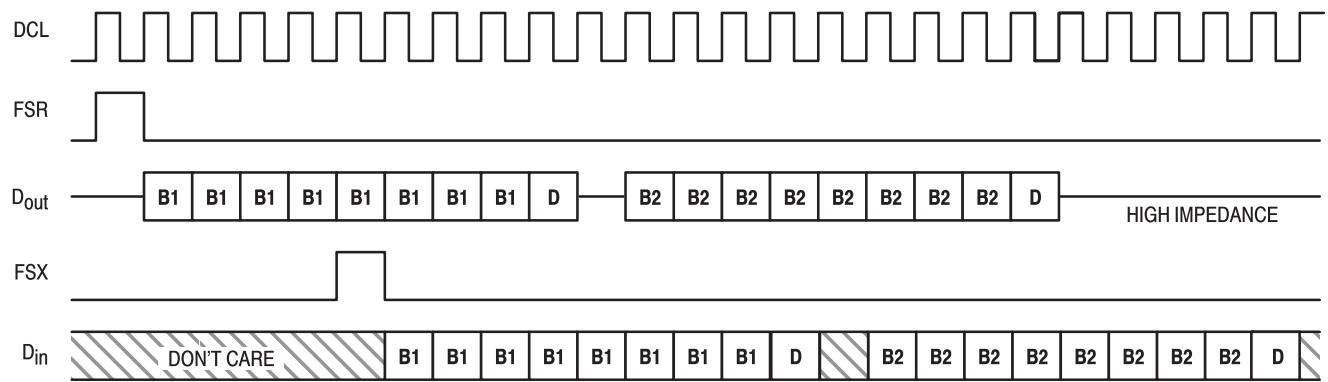 DCL
FSR
Dout B1 B1 B1 B1 B1 B1 B1 B1 D B2 B2 B2 B2 B2 B2 B2 B2 D
HIGH IMPEDANCE
FSX
Din DON'T CARE B1 B1 B1 B1 B1 B1 B1 B1 D B2 B2 B2 B2 B2 B2 B2 B2 D